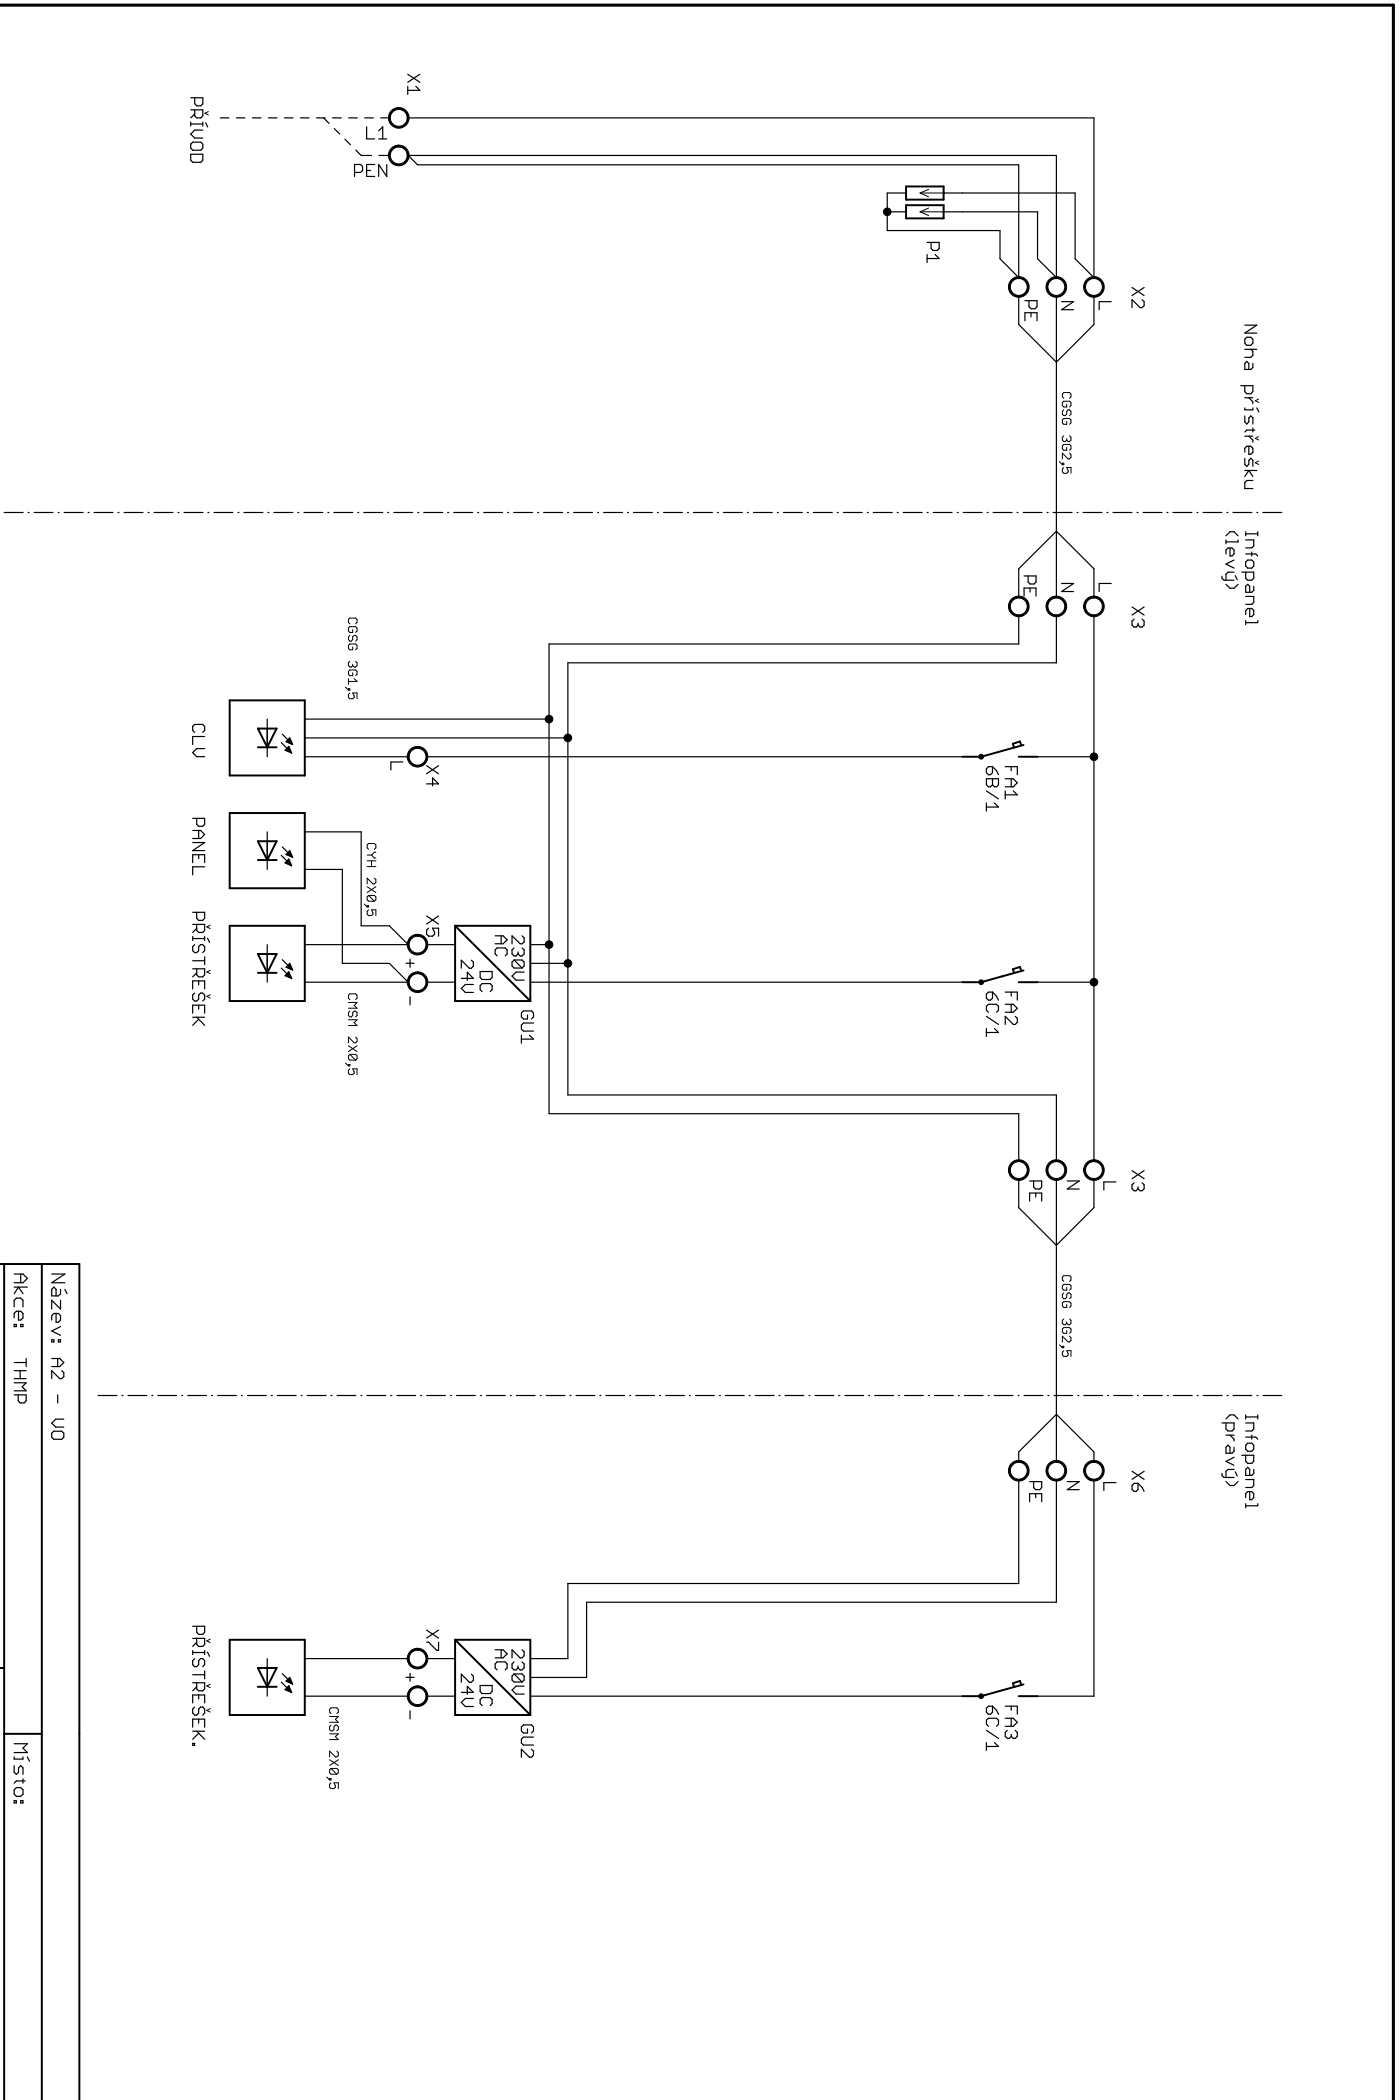 Noha přístřešku
Infopanel
(levý)
Infopanel
(pravý)
X2
X3
X3
X6
L
N
PE
L
N
PE
L
N
PE
L
N
PE
CGSG 3G2,5
CGSG 3G2,5
P1
FA1
6B/1
FA2
6C/1
FA3
6C/1
X1
L1
PEN
PŘÍVOD
CGSG 3G1,5
X4
L
CLV
CYH 2X0,5
PANEL
X5
+
-
230V
AC
DC
24V
GU1
CMSM 2X0,5
PŘÍSTŘEŠEK
X7
+
-
230V
AC
DC
24V
GU2
CMSM 2X0,5
PŘÍSTŘEŠEK.
Název: A2 - VO
Akce: THMP
Místo: